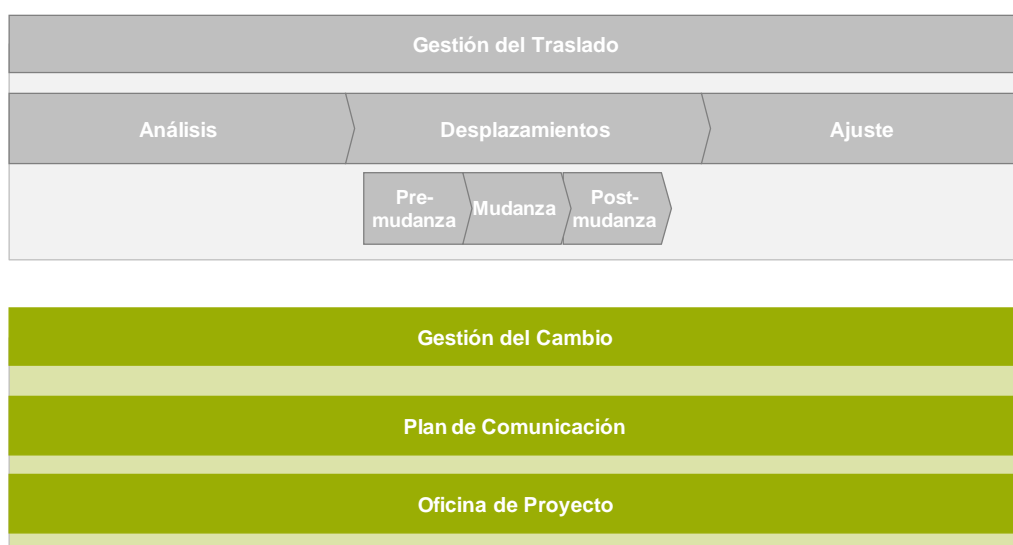 Gestión del Traslado
Análisis
Desplazamientos
Ajuste
Pre-
mudanza
Mudanza
Post-
mudanza
Gestión del Cambio
Plan de Comunicación
Oficina de Proyecto